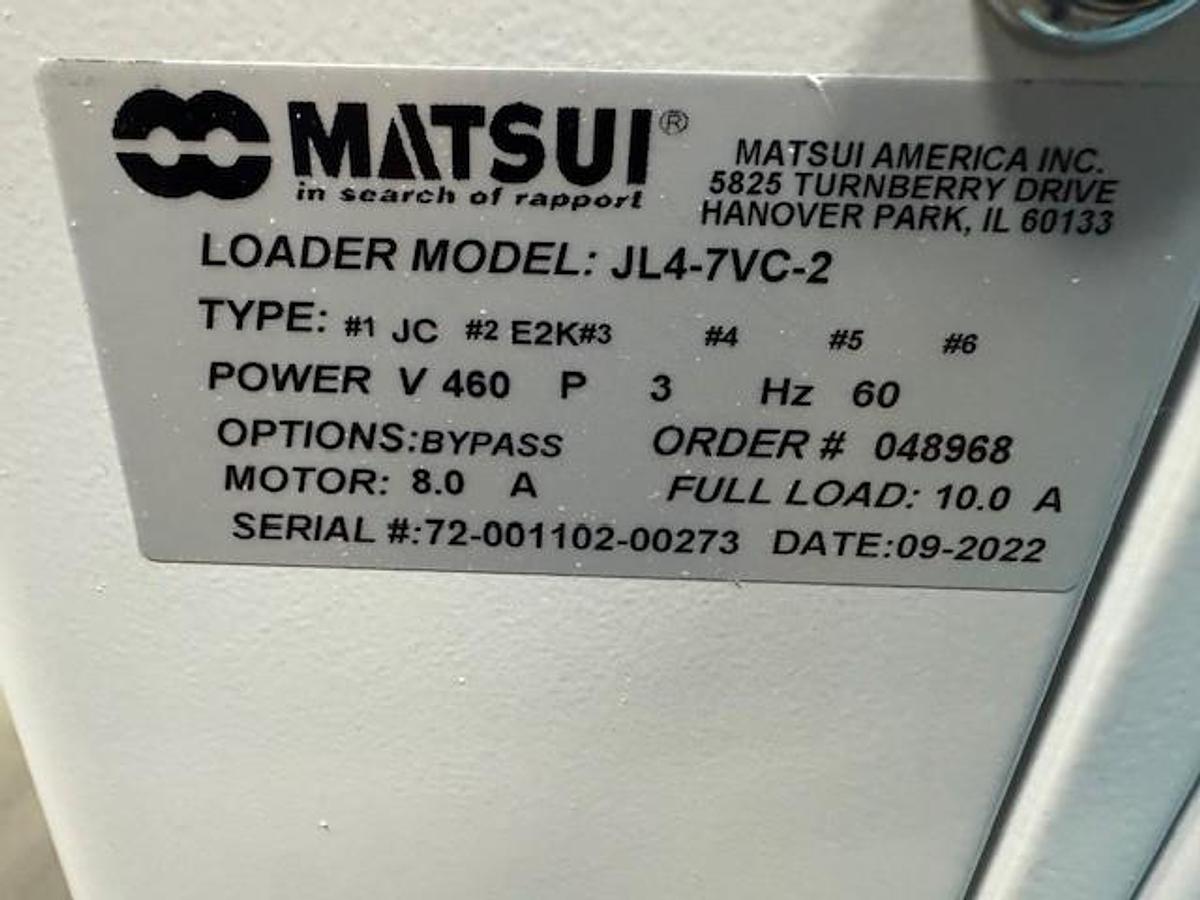 MATSUI®
in search of rapport
MATSUI AMERICA INC.
5825 TURNBERRY DRIVE
HANOVER PARK, IL 60133
LOADER MODEL: JL4-7VC-2
TYPE: #1 JC #2 E2K#3 #4 #5 #6
POWER V 460 P 3 Hz 60
OPTIONS:BYPASS ORDER # 048968
MOTOR: 8.0 A FULL LOAD: 10.0 A
SERIAL #:72-001102-00273 DATE:09-2022